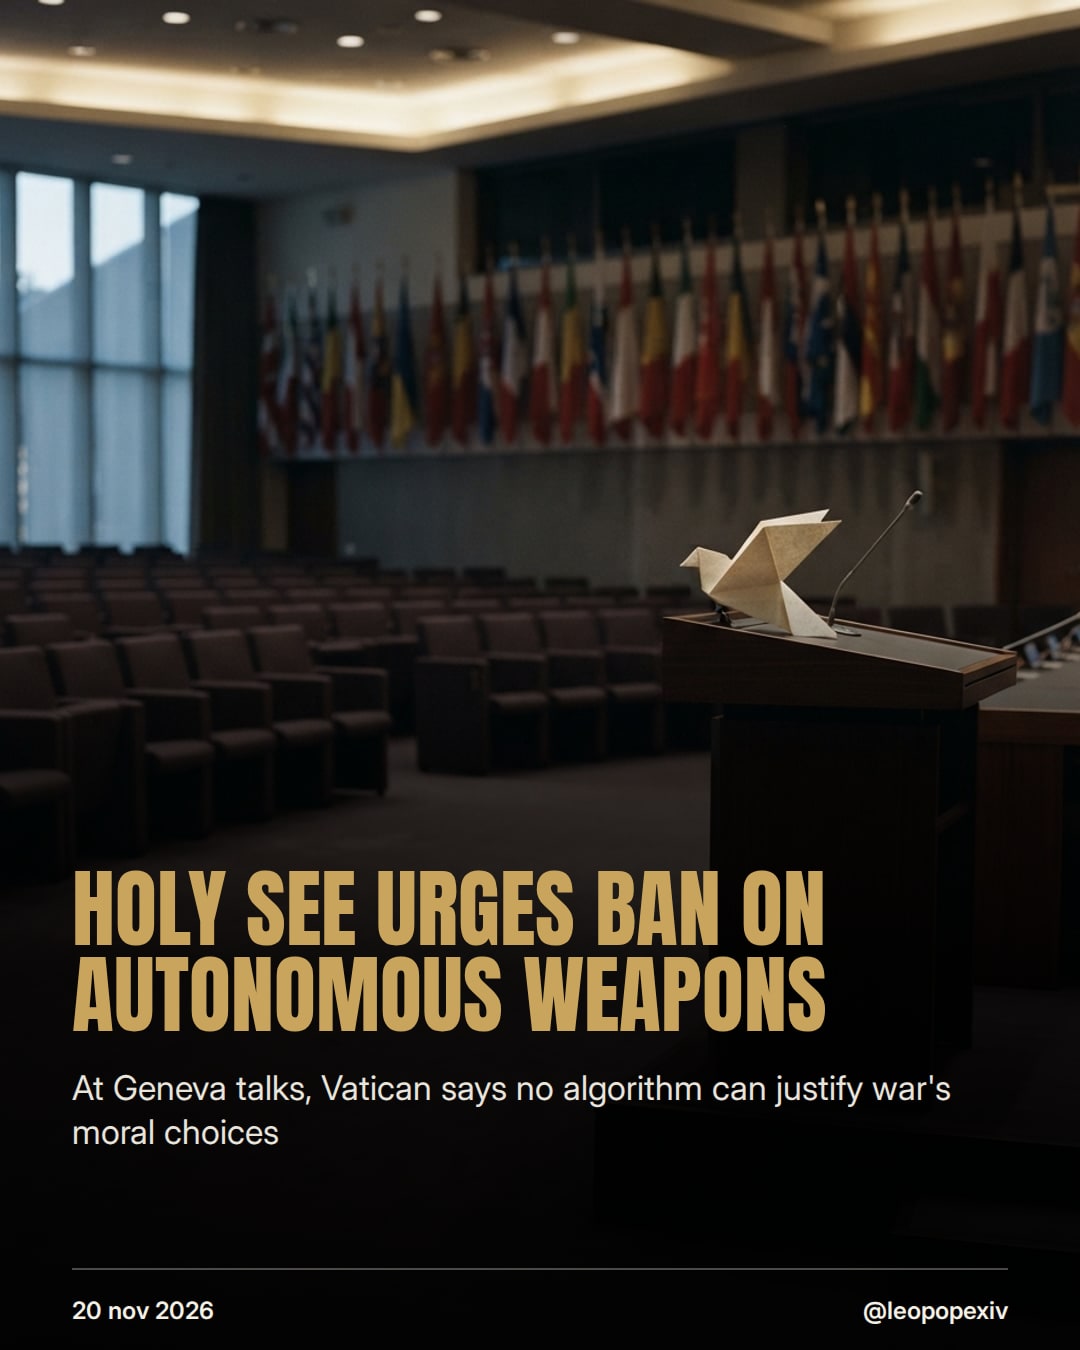 HOLY SEE URGES BAN ON
AUTONOMOUS WEAPONS
At Geneva talks, Vatican says no algorithm can justify war's
moral choices
20 nov 2026
@leopopexiv